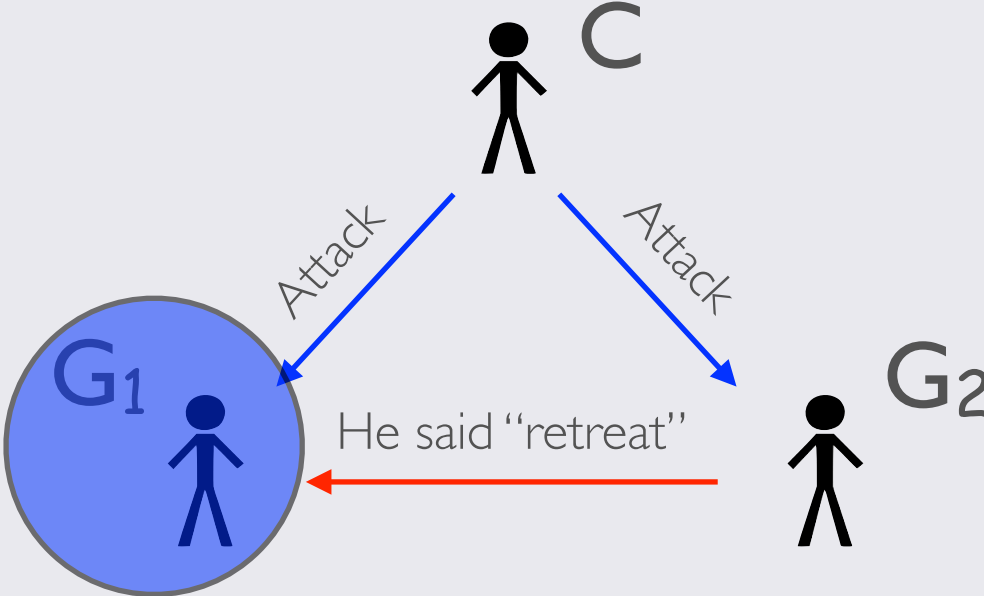 C
Attack
Attack
G1
G2
He said “retreat”